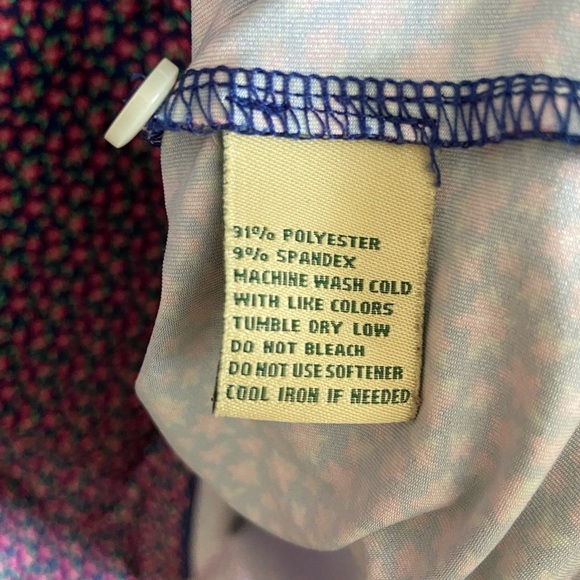 91% POLYESTER
9% SPANDEX
MACHINE WASH COLD
WITH LIKE COLORS
TUMBLE DRY LOW
DO NOT BLEACH
DO NOT USE SOFTENER
COOL IRON IF NEEDED